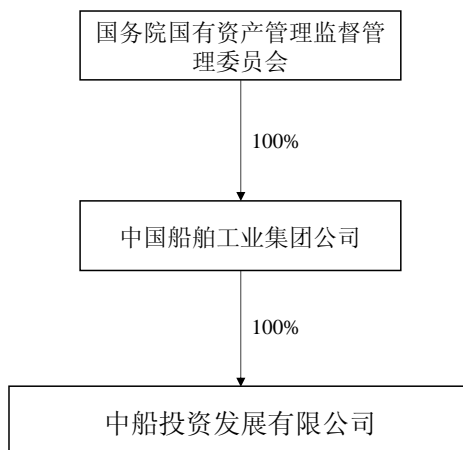 国务院国有资产管理监督管
理委员会
100%
中国船舶工业集团公司
100%
中船投资发展有限公司